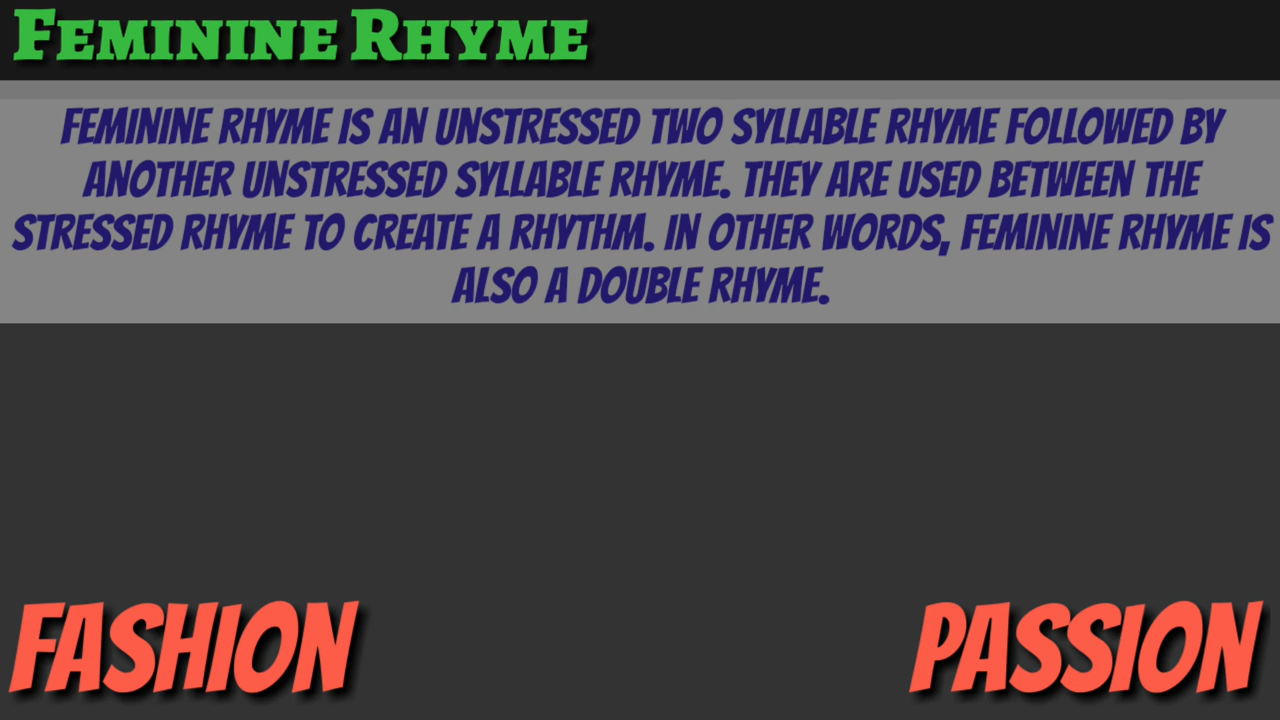 Feminine Rhyme
FEMININE RHYME IS AN UNSTRESSED TWO SYLLABLE RHYME FOLLOWED BY
ANOTHER UNSTRESSED SYLLABLE RHYME. THEY ARE USED BETWEEN THE
STRESSED RHYME TO CREATE A RHYTHM. IN OTHER WORDS, FEMININE RHYME IS
ALSO A DOUBLE RHYME.
FASHION
PASSION